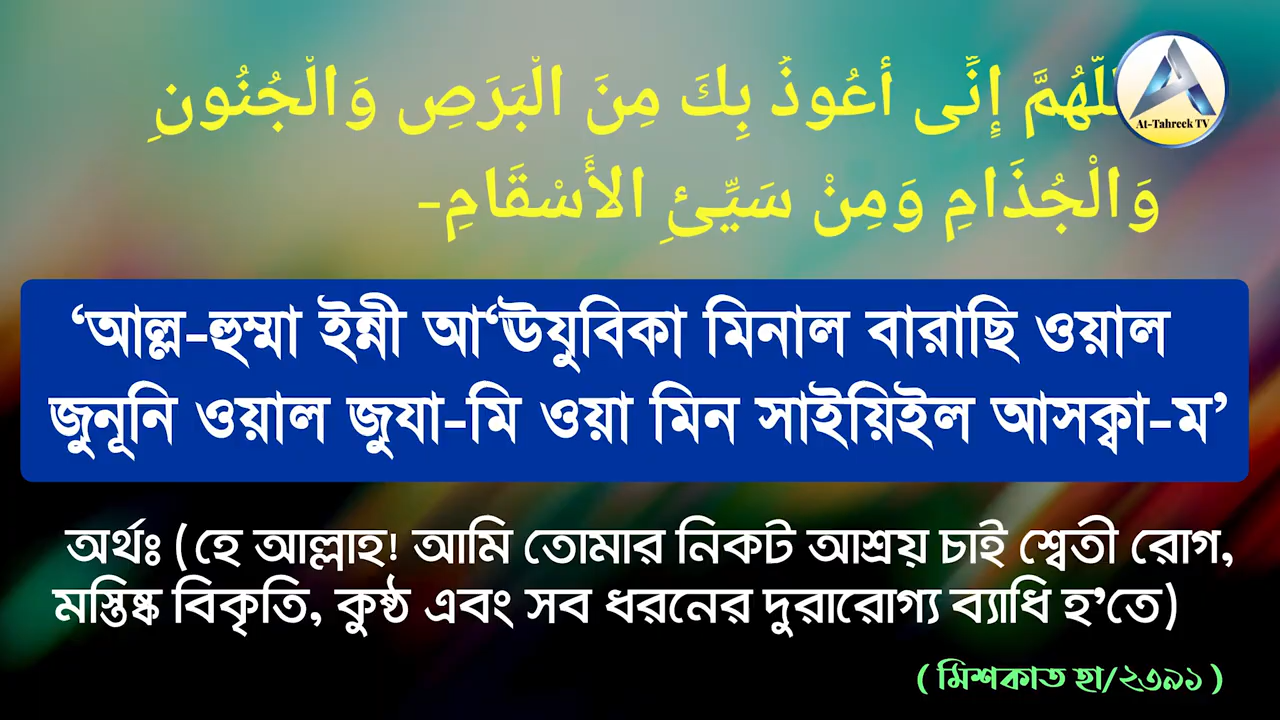 اَللّٰهُمَّ إِنِّى أَعُوذُ بِكَ مِنَ الْبَرَصِ وَالْجُنُونِ
وَالْجُذَامِ وَمِنْ سَيِّئِ الأَسْقَامِ-
At-Tahreek TV
‘আল্ল-হুম্মা ইন্নী আ‘ঊযুবিকা মিনাল বারাছি ওয়াল
জুনূনি ওয়াল জুযা-মি ওয়া মিন সাইয়িইল আসক্বা-ম’
অর্থঃ (হে আল্লাহ! আমি তোমার নিকট আশ্রয় চাই শ্বেতী রোগ,
মস্তিষ্ক বিকৃতি, কুষ্ঠ এবং সব ধরনের দুরারোগ্য ব্যাধি হ’তে)
( মিশকাত হা/২৩৯১ )